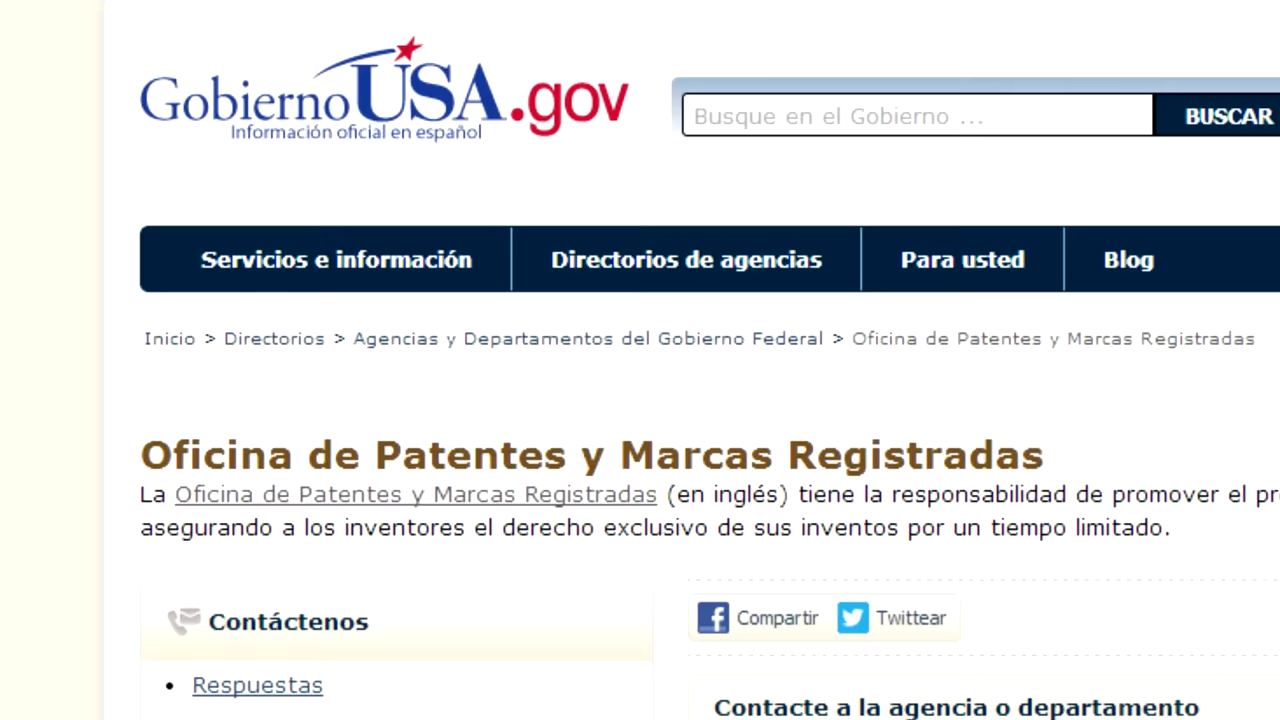 GobiernoUSA.gov
Información oficial en español
Busque en el Gobierno ...
BUSCAR
Servicios e información
Directorios de agencias
Para usted
Blog
Inicio > Directorios > Agencias y Departamentos del Gobierno Federal > Oficina de Patentes y Marcas Registradas
Oficina de Patentes y Marcas Registradas
La Oficina de Patentes y Marcas Registradas (en inglés) tiene la responsabilidad de promover el
asegurando a los inventores el derecho exclusivo de sus inventos por un tiempo limitado.
Contáctenos
Compartir
Twittear
• Respuestas
Contacte a la agencia o departamento